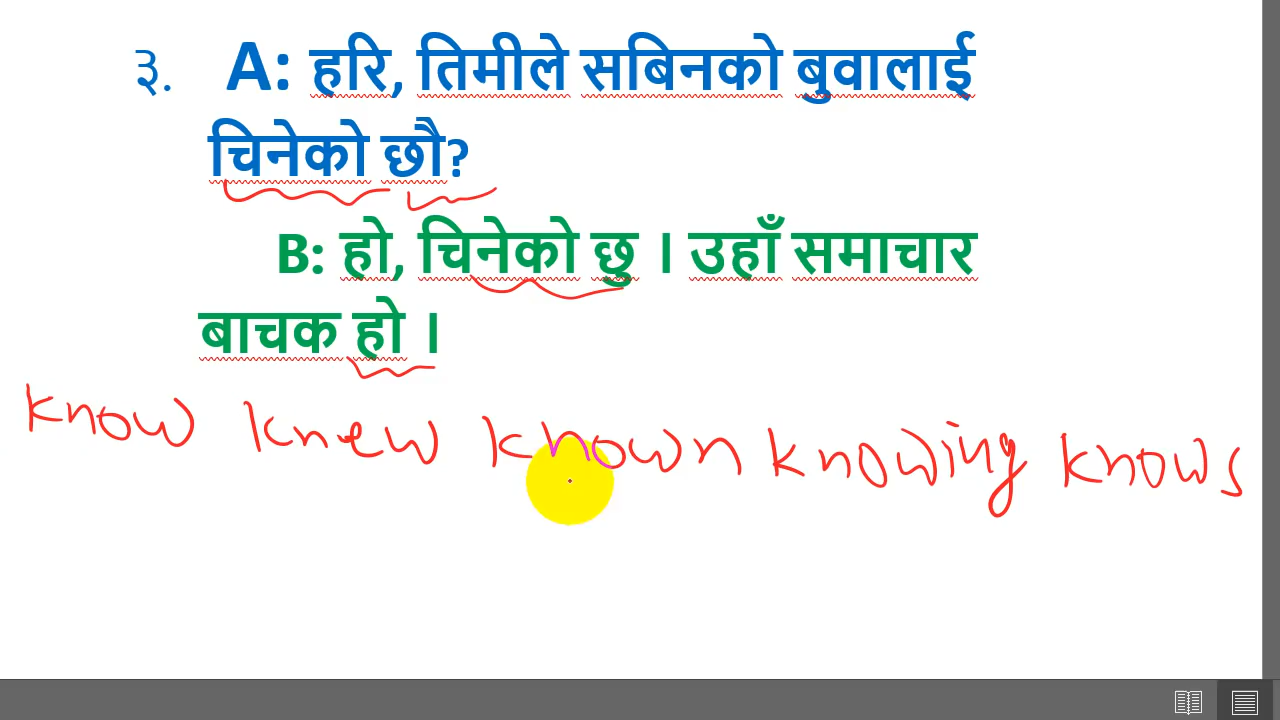 ३. A: हरि, तिमीले सबिनको बुवालाई
चिनेको छौ?
B: हो, चिनेको छु । उहाँ समाचार
बाचक हो ।
know knew known knowing knows